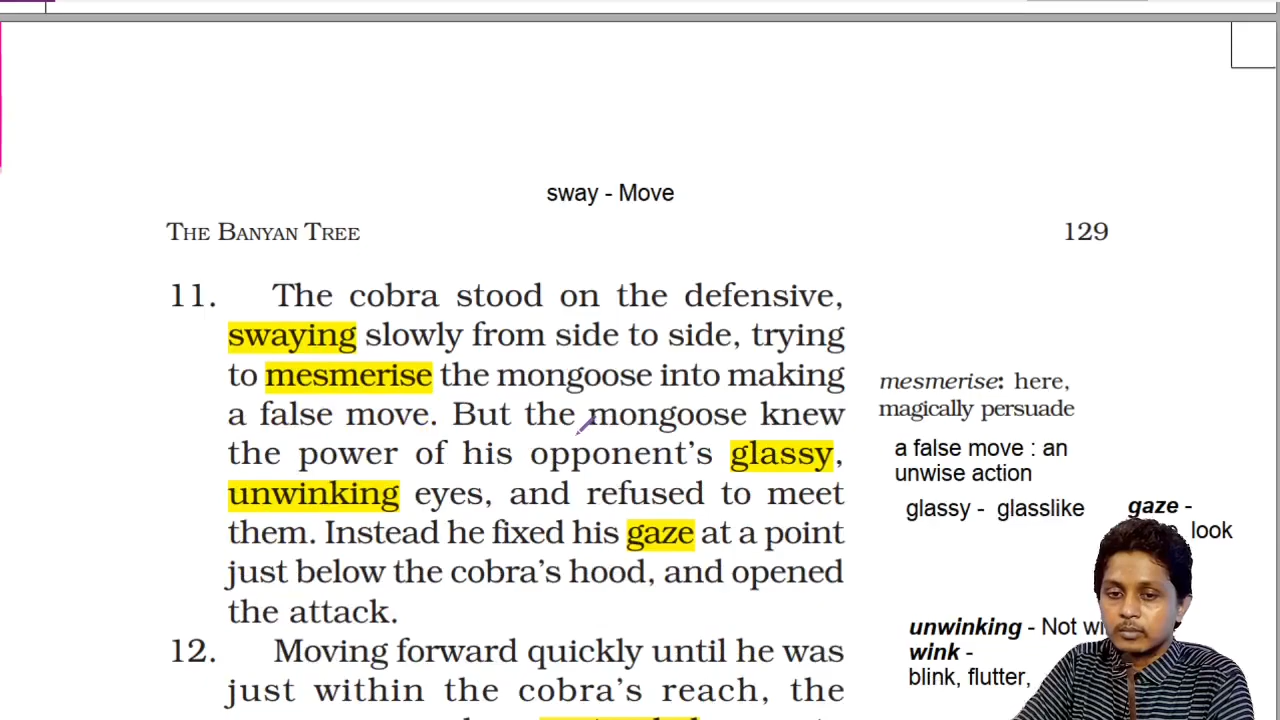 sway - Move
THE BANYAN TREE
129
11. The cobra stood on the defensive,
swaying slowly from side to side, trying
to mesmerise the mongoose into making
a false move. But the mongoose knew
the power of his opponent's glassy,
unwinking eyes, and refused to meet
them. Instead he fixed his gaze at a point
just below the cobra's hood, and opened
the attack.
12. Moving forward quickly until he was
just within the cobra's reach, the
mesmerise: here,
magically persuade
a false move : an
unwise action
glassy - glasslike
gaze -
look
unwinking - Not
wink -
blink, flutter,